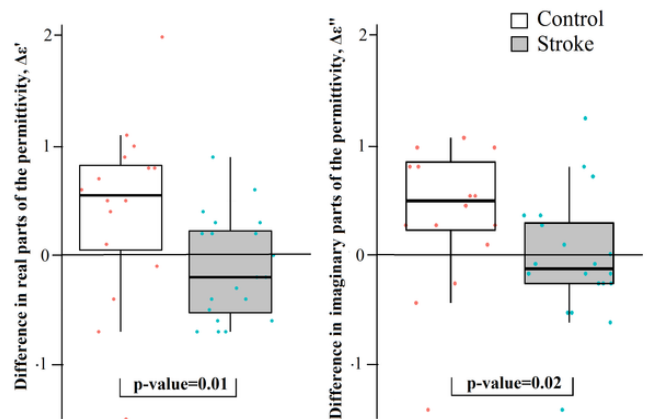 Control
Stroke
Difference in real parts of the permittivity, Δε'
2
1
0
-1
p-value=0.01
Difference in imaginary parts of the permittivity, Δε"
2
1
0
-1
p-value=0.02